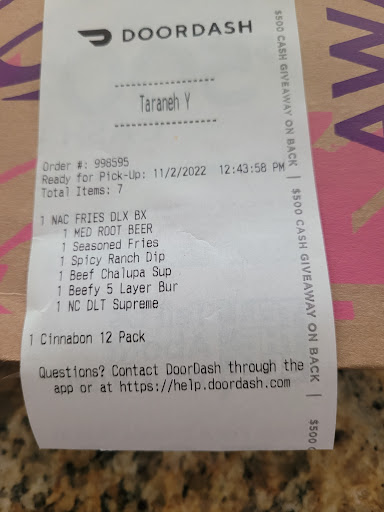 DOORDASH
Taraneh Y
Order #: 998595
Ready for Pick-Up: 11/2/2022 12:43:58 PM
Total Items: 7
1 NAC FRIES DLX BX
1 MED ROOT BEER
1 Seasoned Fries
1 Spicy Ranch Dip
1 Beef Chalupa Sup
1 Beefy 5 Layer Bur
1 NC DLT Supreme
1 Cinnabon 12 Pack
Questions? Contact DoorDash through the
app or at https://help.doordash.com
$500 CASH GIVEAWAY ON BACK | $500 CASH GIVEAWAY ON BACK | $500